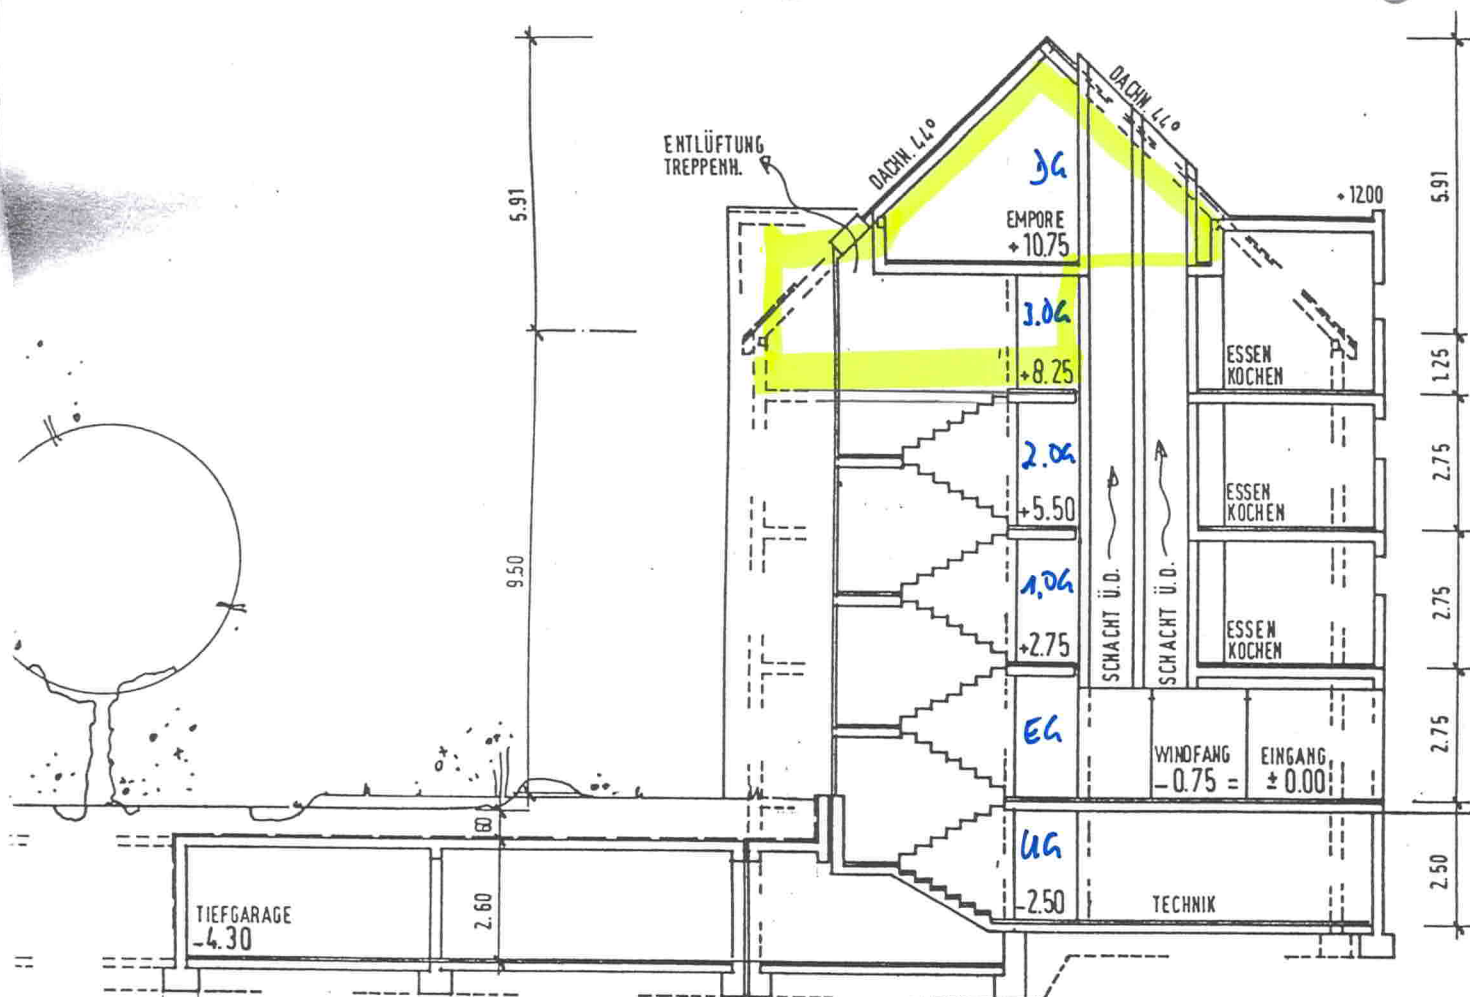 DACHN. 44°
DACHN. 44°
ENTLÜFTUNG
TREPPENH.
5.91
5.91
DG
EMPORE
+10.75
+12.00
3.OG
+8.25
ESSEN
KOCHEN
1.25
2.OG
+5.50
ESSEN
KOCHEN
2.75
9.50
1.OG
+2.75
SCHACHT Ü.D.
SCHACHT Ü.D.
ESSEN
KOCHEN
2.75
EG
WINDFANG
-0.75 =
EINGANG
±0.00
2.75
60
UG
-2.50
TECHNIK
2.50
TIEFGARAGE
-4.30
2.60